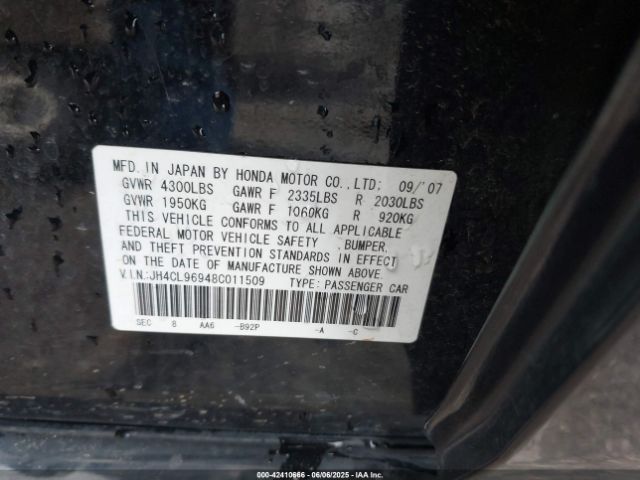 MFD. IN JAPAN BY HONDA MOTOR CO., LTD; 09/'07
GVWR 4300LBS GAWR F 2335LBS R 2030LBS
GVWR 1950KG GAWR F 1060KG R 920KG
THIS VEHICLE CONFORMS TO ALL APPLICABLE
FEDERAL MOTOR VEHICLE SAFETY ,BUMPER,
AND THEFT PREVENTION STANDARDS IN EFFECT
ON THE DATE OF MANUFACTURE SHOWN ABOVE.
V.I.N.:JH4CL96948C011509 TYPE: PASSENGER CAR
SEC 8 AA6 -B92P -A -C
000-42410666 - 06/06/2025 - IAAI.COM